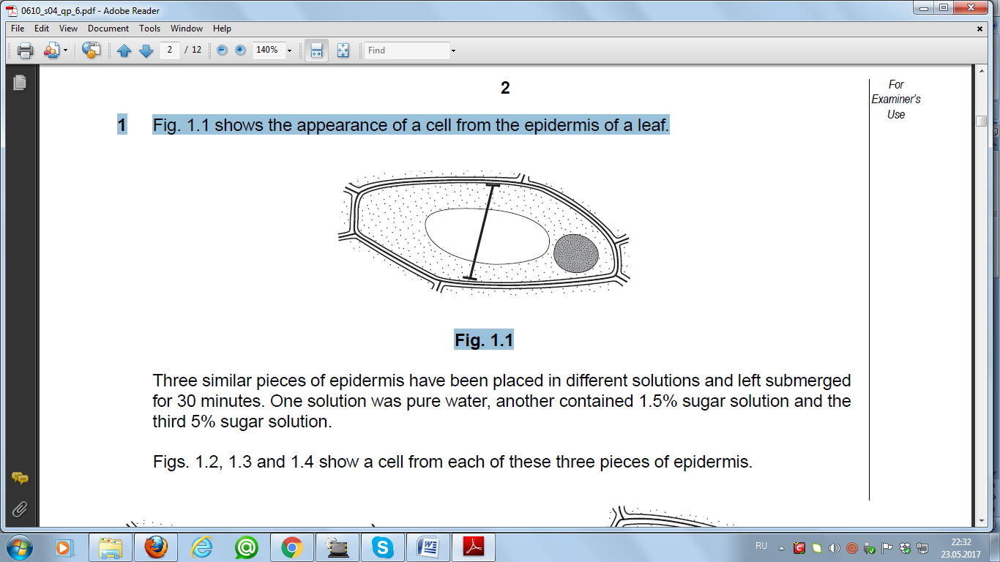 0610_s04_qp_6.pdf - Adobe Reader
File Edit View Document Tools Window Help
2 / 12 140% Find
2
For
Examiner's
Use
1 Fig. 1.1 shows the appearance of a cell from the epidermis of a leaf.
Fig. 1.1
Three similar pieces of epidermis have been placed in different solutions and left submerged
for 30 minutes. One solution was pure water, another contained 1.5% sugar solution and the
third 5% sugar solution.
Figs. 1.2, 1.3 and 1.4 show a cell from each of these three pieces of epidermis.
RU
22:32
23.05.2017